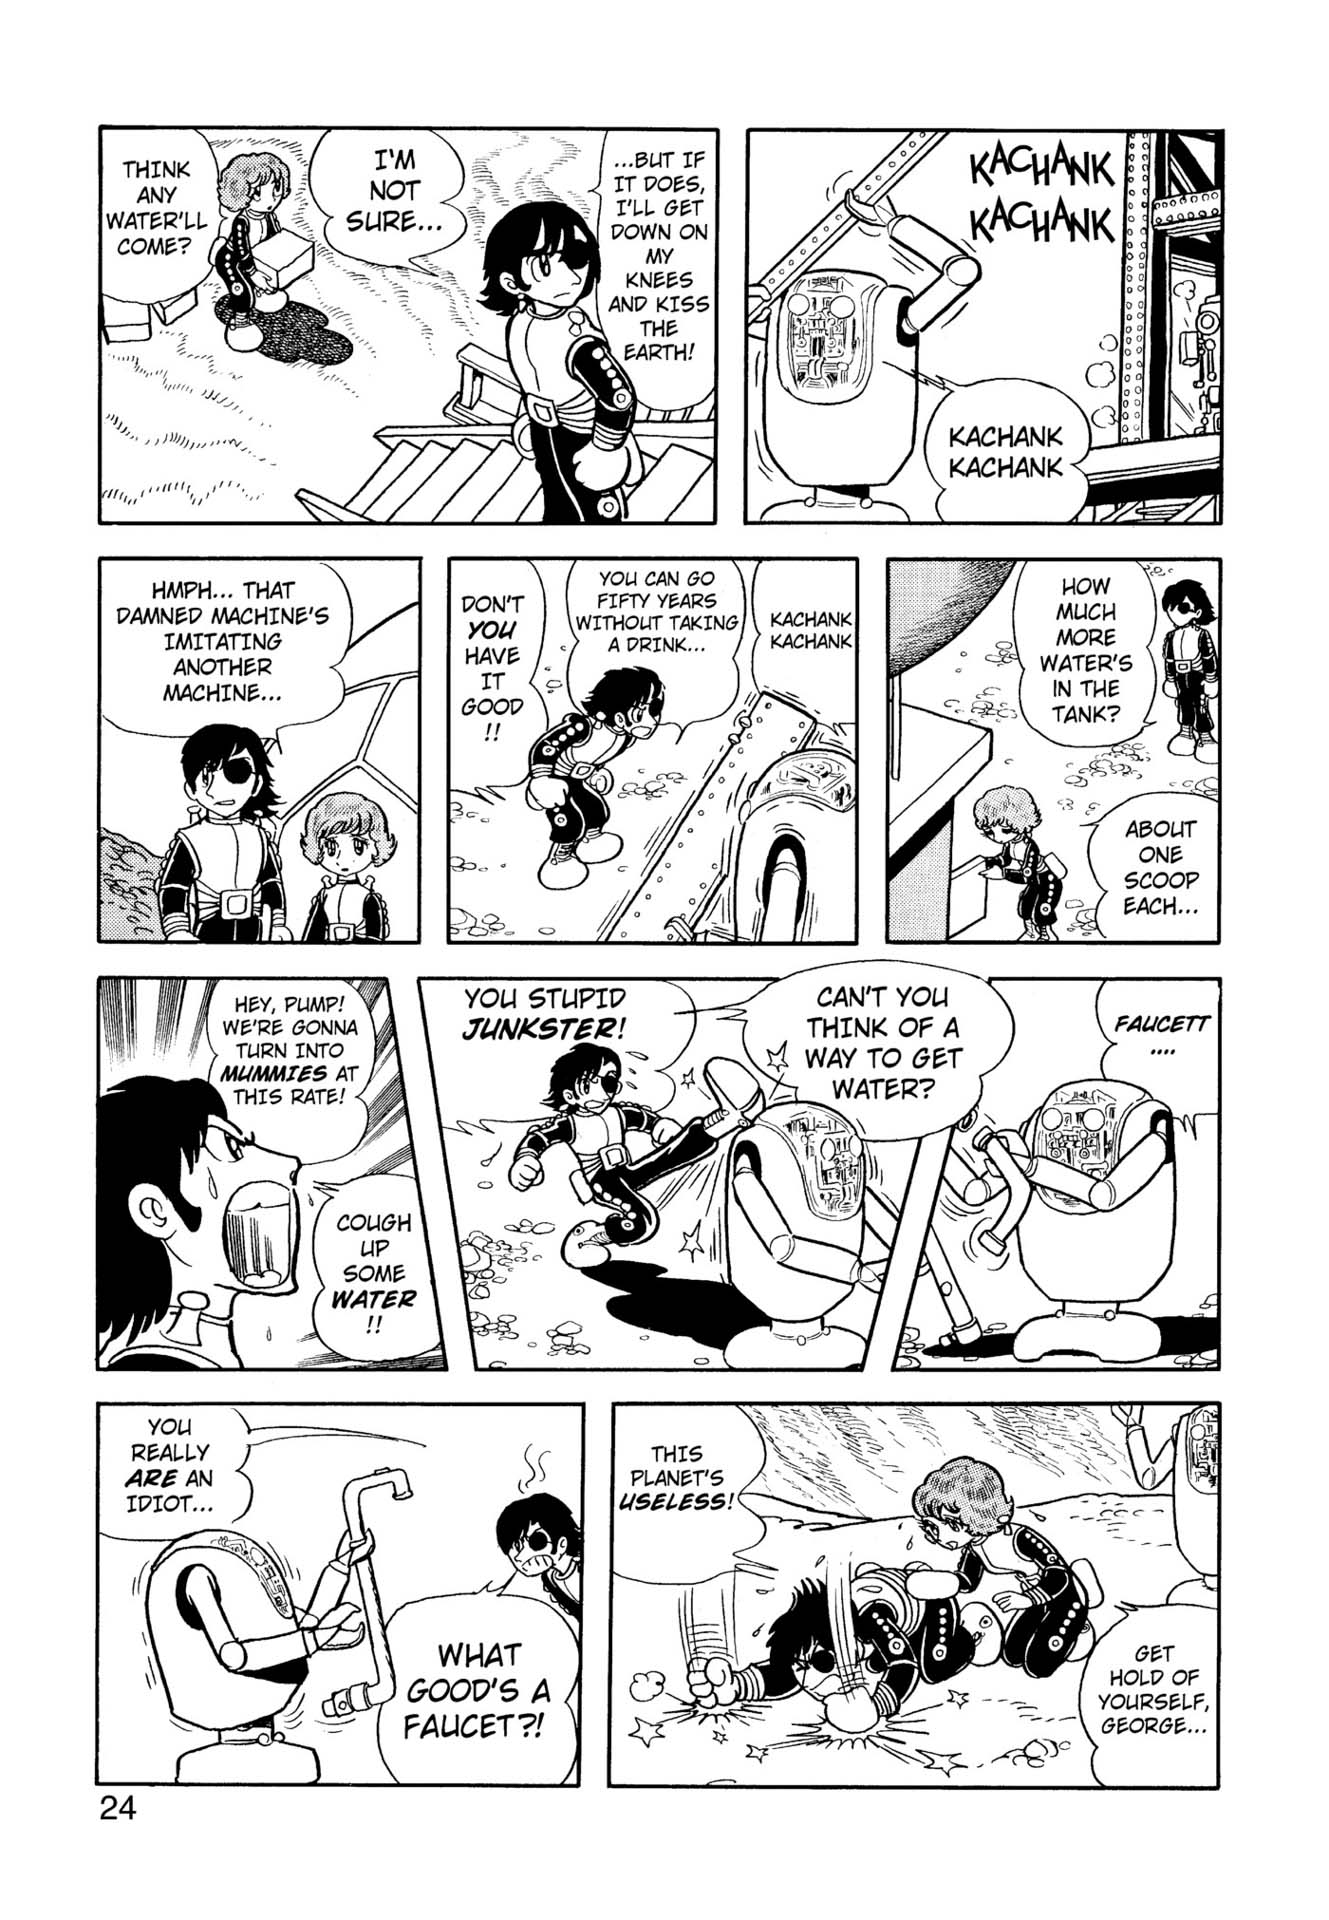 THINK
ANY
WATER'LL
COME?
I'M
NOT
SURE...
...BUT IF
IT DOES,
I'LL GET
DOWN ON
MY
KNEES
AND KISS
THE
EARTH!
KACHANK
KACHANK
KACHANK
KACHANK
HMPH... THAT
DAMNED MACHINE'S
IMITATING
ANOTHER
MACHINE...
DON'T
YOU
HAVE
IT
GOOD
!!
YOU CAN GO
FIFTY YEARS
WITHOUT TAKING
A DRINK...
KACHANK
KACHANK
HOW
MUCH
MORE
WATER'S
IN THE
TANK?
ABOUT
ONE
SCOOP
EACH...
HEY, PUMP!
WE'RE GONNA
TURN INTO
MUMMIES AT
THIS RATE!
COUGH
UP
SOME
WATER
!!
YOU STUPID
JUNKSTER!
CAN'T YOU
THINK OF A
WAY TO GET
WATER?
FAUCETT
....
YOU
REALLY
ARE AN
IDIOT...
WHAT
GOOD'S A
FAUCET?!
THIS
PLANET'S
USELESS!
GET
HOLD OF
YOURSELF,
GEORGE...
24